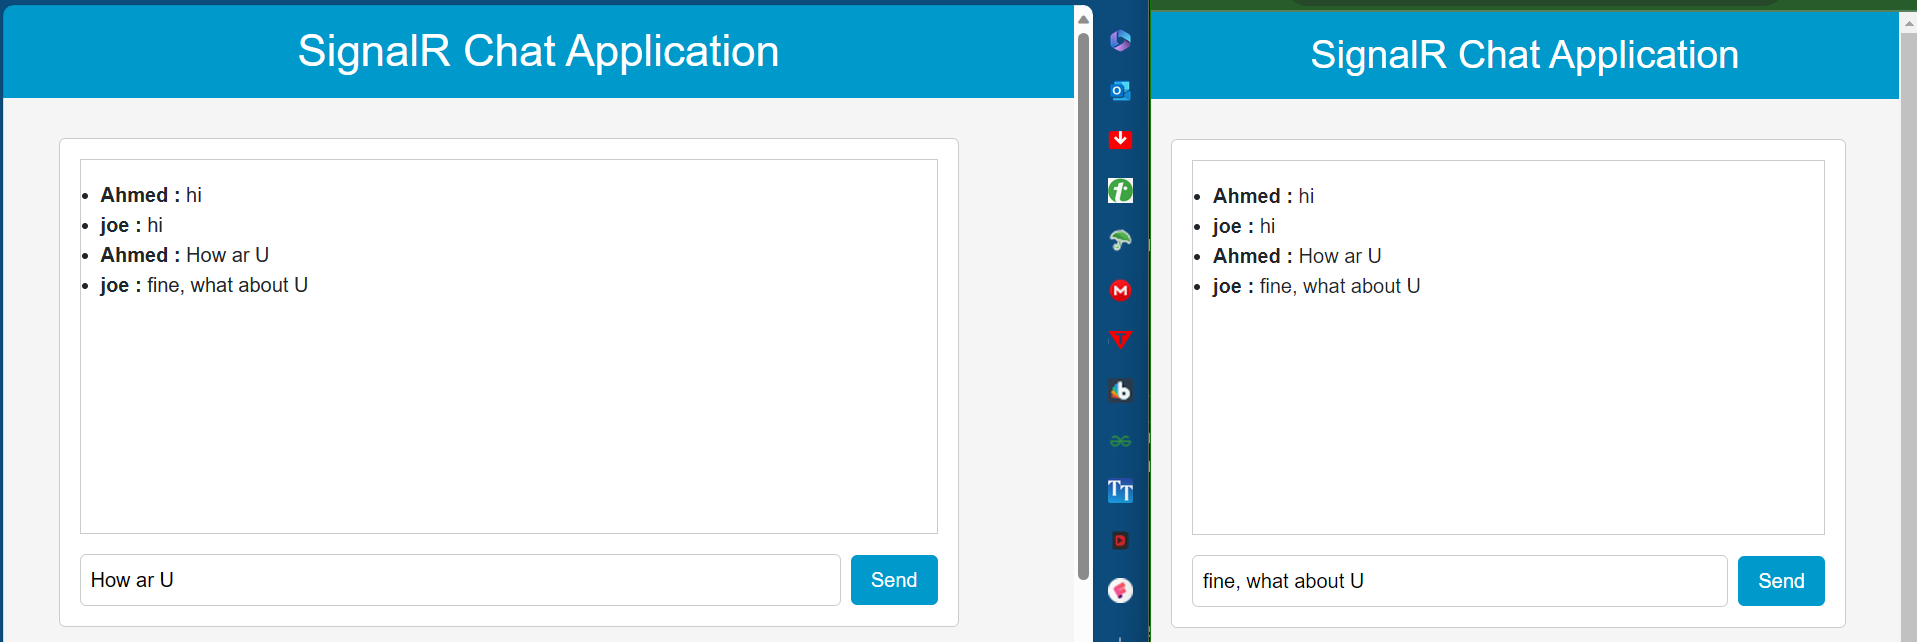 SignalR Chat Application
• Ahmed : hi
• joe : hi
• Ahmed : How ar U
• joe : fine, what about U
How ar U
Send
SignalR Chat Application
• Ahmed : hi
• joe : hi
• Ahmed : How ar U
• joe : fine, what about U
fine, what about U
Send